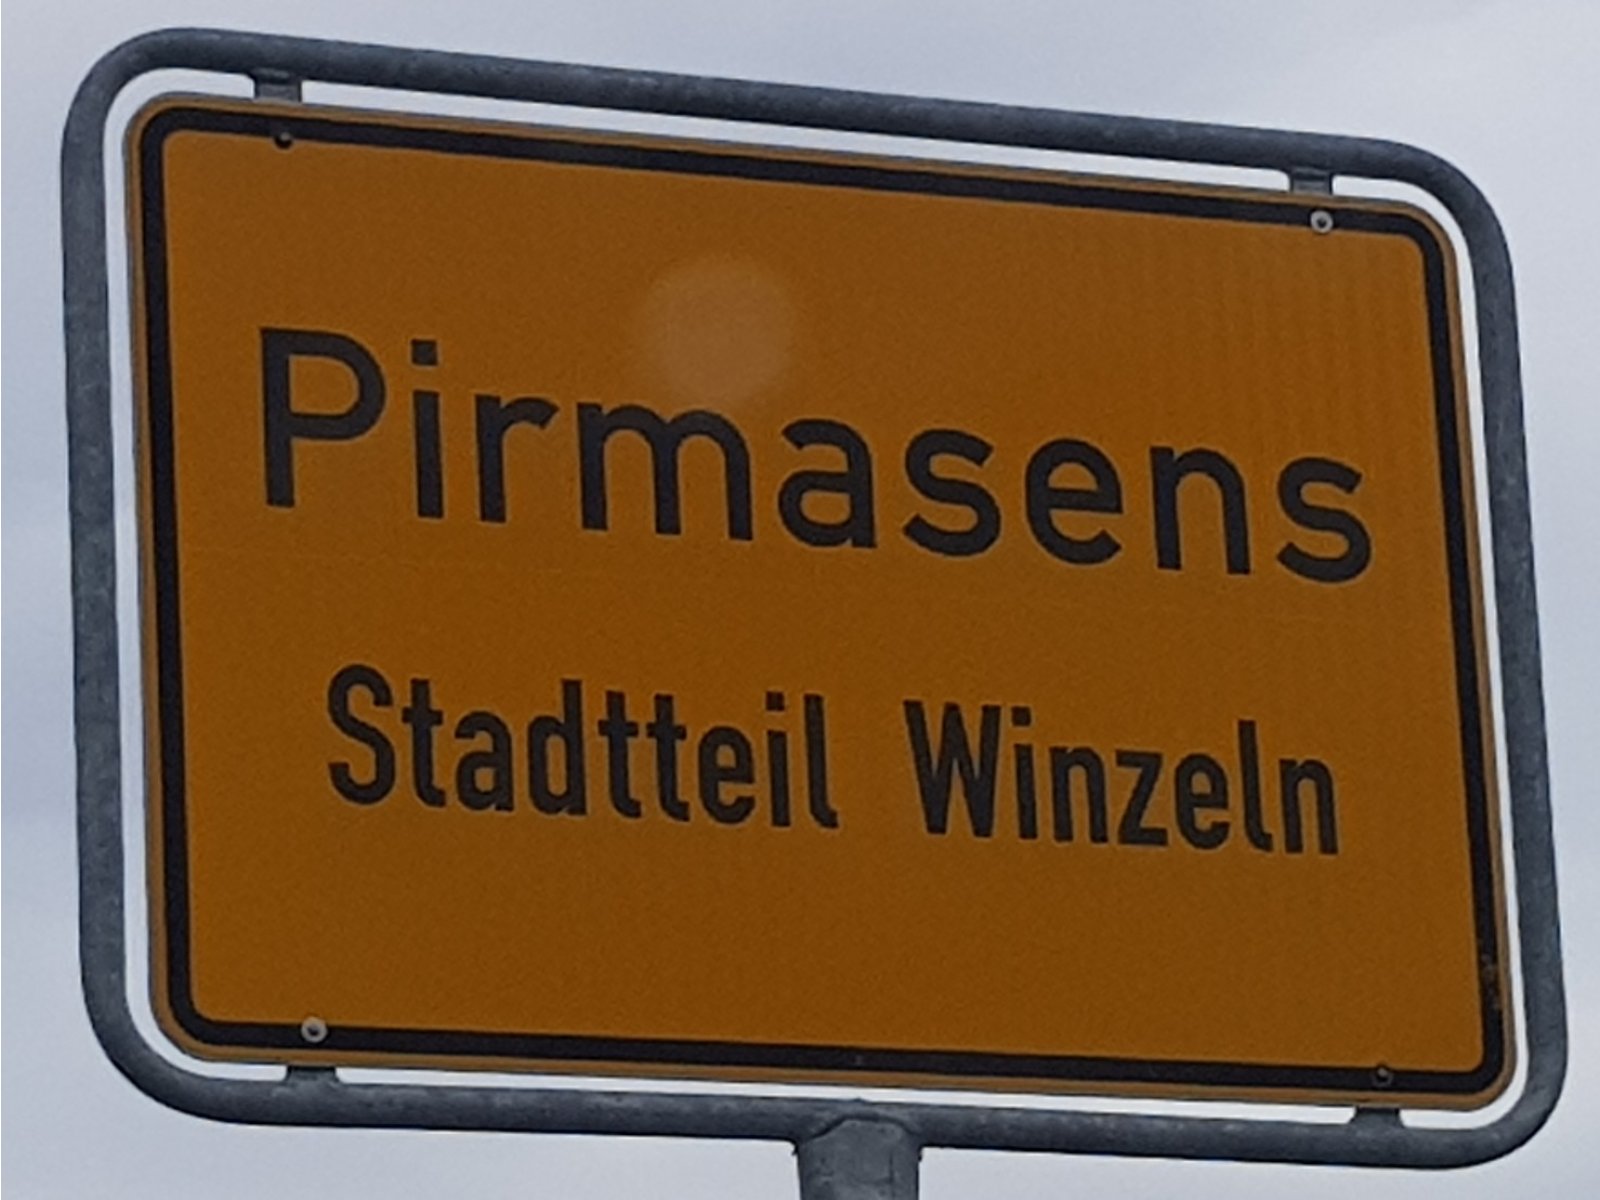 Pirmasens
Stadtteil Winzeln